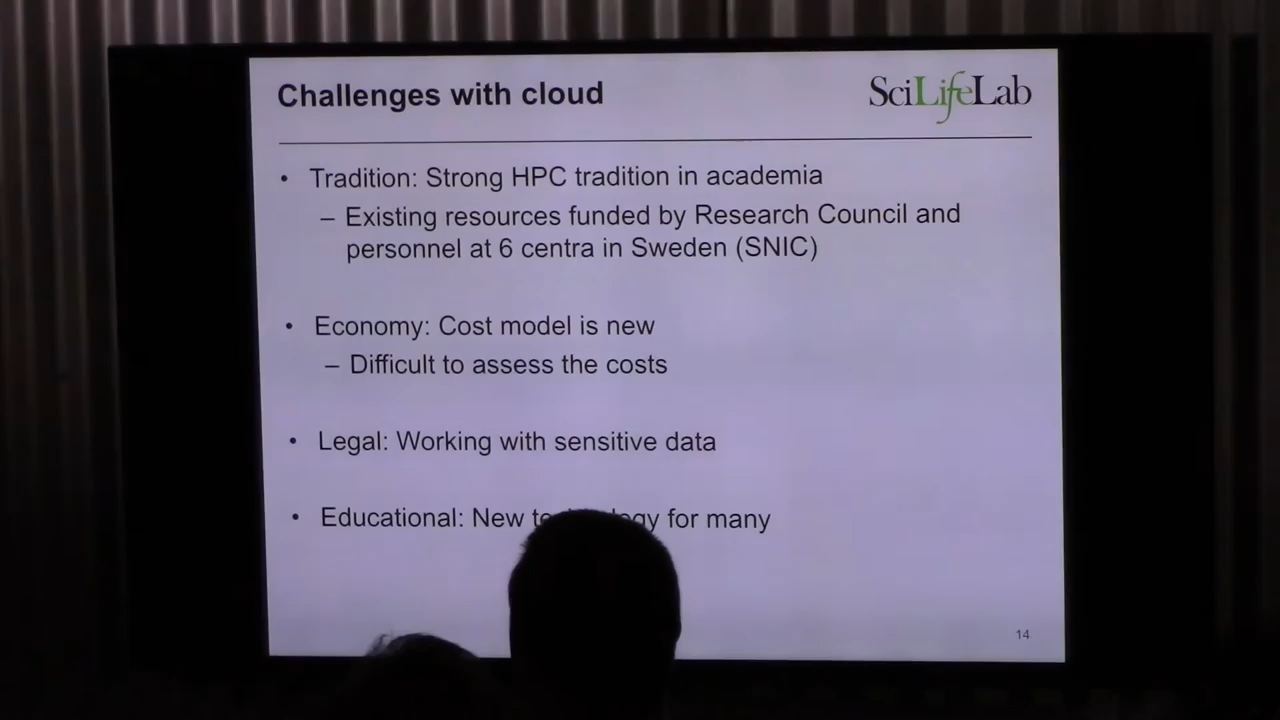 Challenges with cloud
SciLifeLab
• Tradition: Strong HPC tradition in academia
– Existing resources funded by Research Council and
personnel at 6 centra in Sweden (SNIC)
• Economy: Cost model is new
– Difficult to assess the costs
• Legal: Working with sensitive data
• Educational: New for many
14